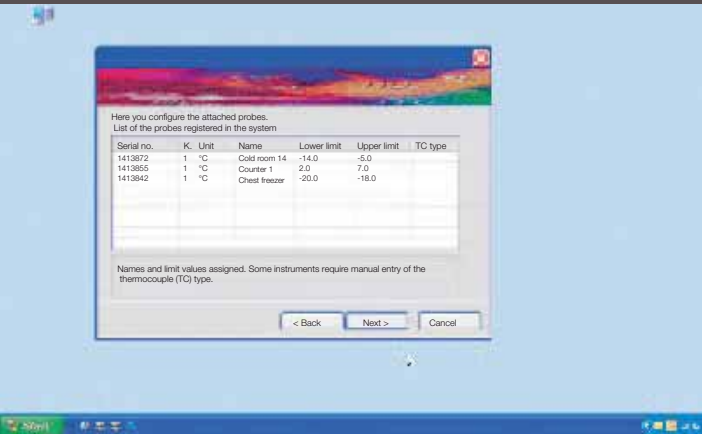 Here you configure the attached probes.
List of the probes registered in the system
Serial no. K. Unit Name Lower limit Upper limit TC type
1413872 1 °C Cold room 14 -14.0 -5.0
1413855 1 °C Counter 1 2.0 7.0
1413842 1 °C Chest freezer -20.0 -18.0
Names and limit values assigned. Some instruments require manual entry of the
thermocouple (TC) type.
< Back Next > Cancel
Start